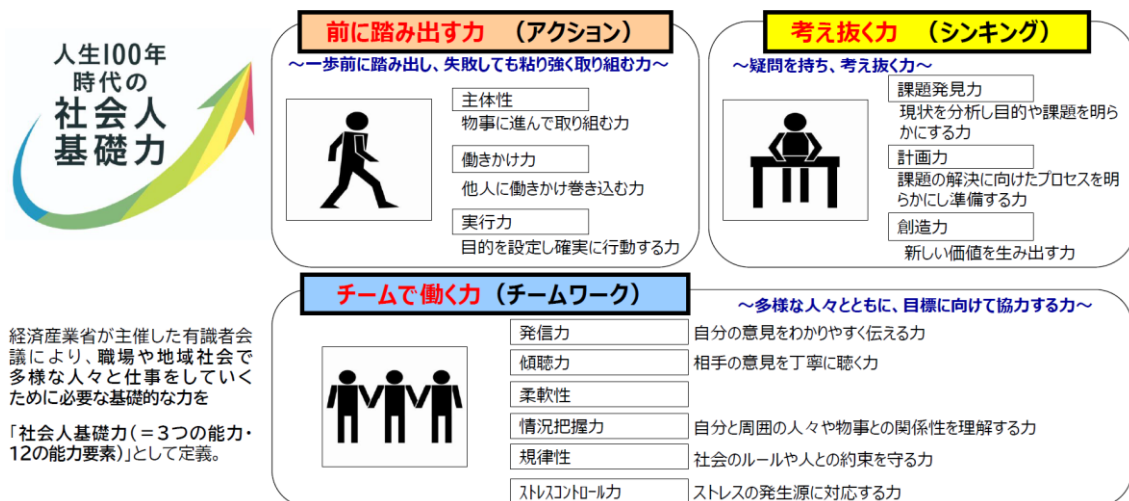 人生100年
時代の
社会人
基礎力
前に踏み出す力 (アクション)
～一歩前に踏み出し、失敗しても粘り強く取り組む力～
主体性
物事に進んで取り組む力
働きかけ力
他人に働きかけ巻き込む力
実行力
目的を設定し確実に行動する力
考え抜く力 (シンキング)
～疑問を持ち、考え抜く力～
課題発見力
現状を分析し目的や課題を明ら
かにする力
計画力
課題の解決に向けたプロセスを明
らかにし準備する力
創造力
新しい価値を生み出す力
経済産業省が主催した有識者会
議により、職場や地域社会で
多様な人々と仕事をしていく
ために必要な基礎的な力を
「社会人基礎力(=3つの能力・
12の能力要素)」として定義。
チームで働く力 (チームワーク)
～多様な人々とともに、目標に向けて協力する力～
発信力 自分の意見をわかりやすく伝える力
傾聴力 相手の意見を丁寧に聴く力
柔軟性
情況把握力 自分と周囲の人々や物事との関係性を理解する力
規律性 社会のルールや人との約束を守る力
ｽﾄﾚｽｺﾝﾄﾛｰﾙ力 ストレスの発生源に対応する力